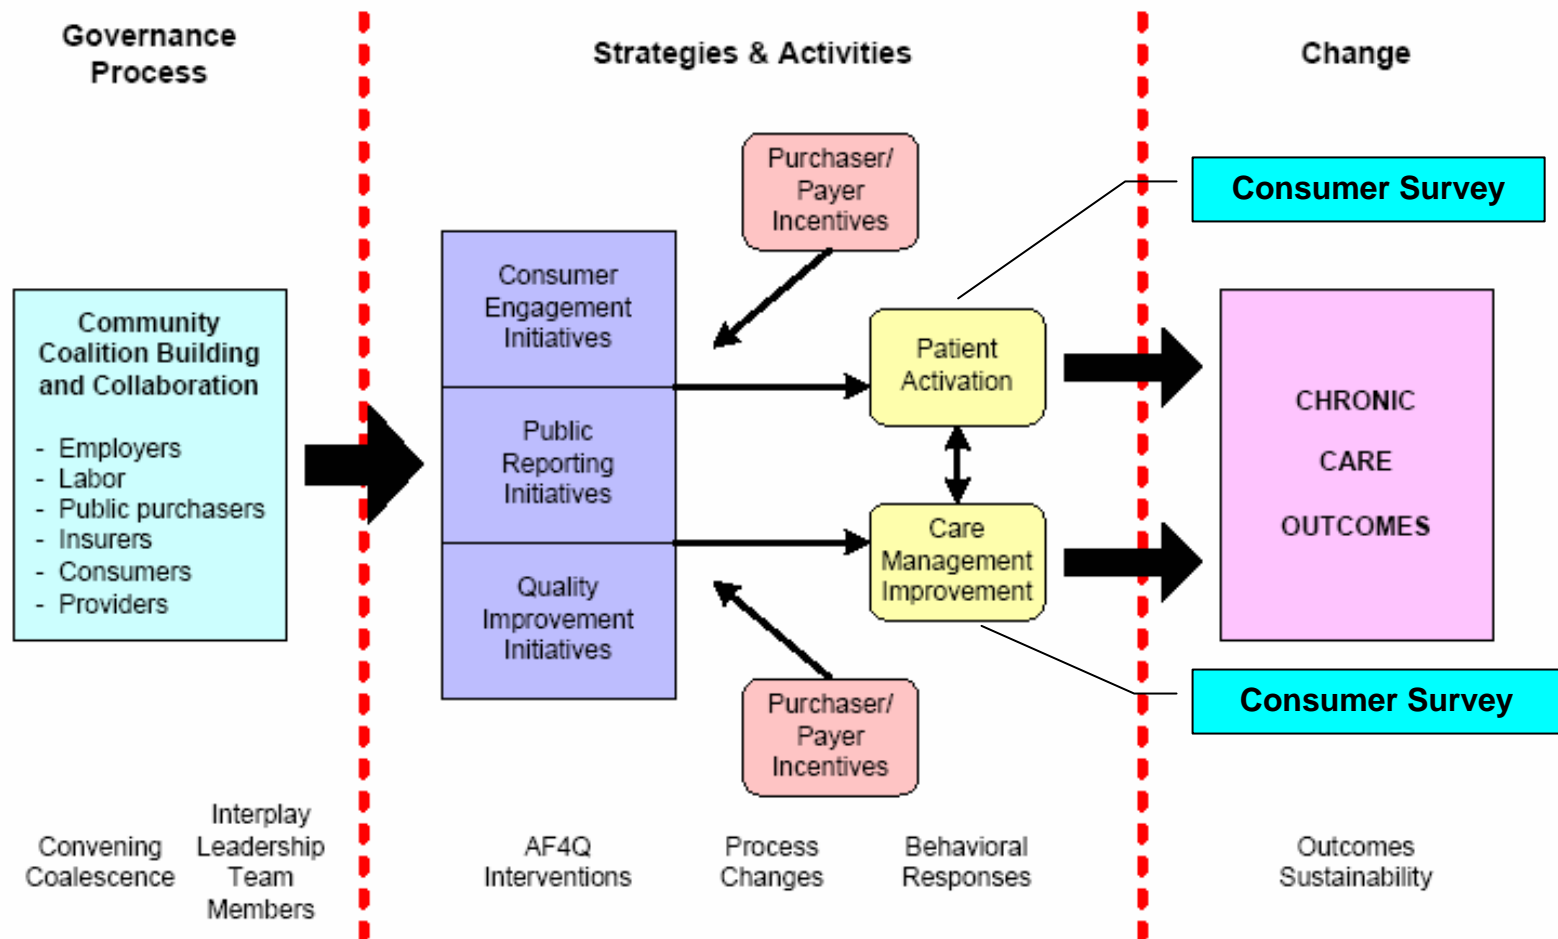 Governance
Process
Strategies & Activities
Change
Community
Coalition Building
and Collaboration
- Employers
- Labor
- Public purchasers
- Insurers
- Consumers
- Providers
Consumer
Engagement
Initiatives
Public
Reporting
Initiatives
Quality
Improvement
Initiatives
Purchaser/
Payer
Incentives
Patient
Activation
Care
Management
Improvement
Purchaser/
Payer
Incentives
Consumer Survey
CHRONIC
CARE
OUTCOMES
Consumer Survey
Convening
Coalescence
Interplay
Leadership
Team
Members
AF4Q
Interventions
Process
Changes
Behavioral
Responses
Outcomes
Sustainability